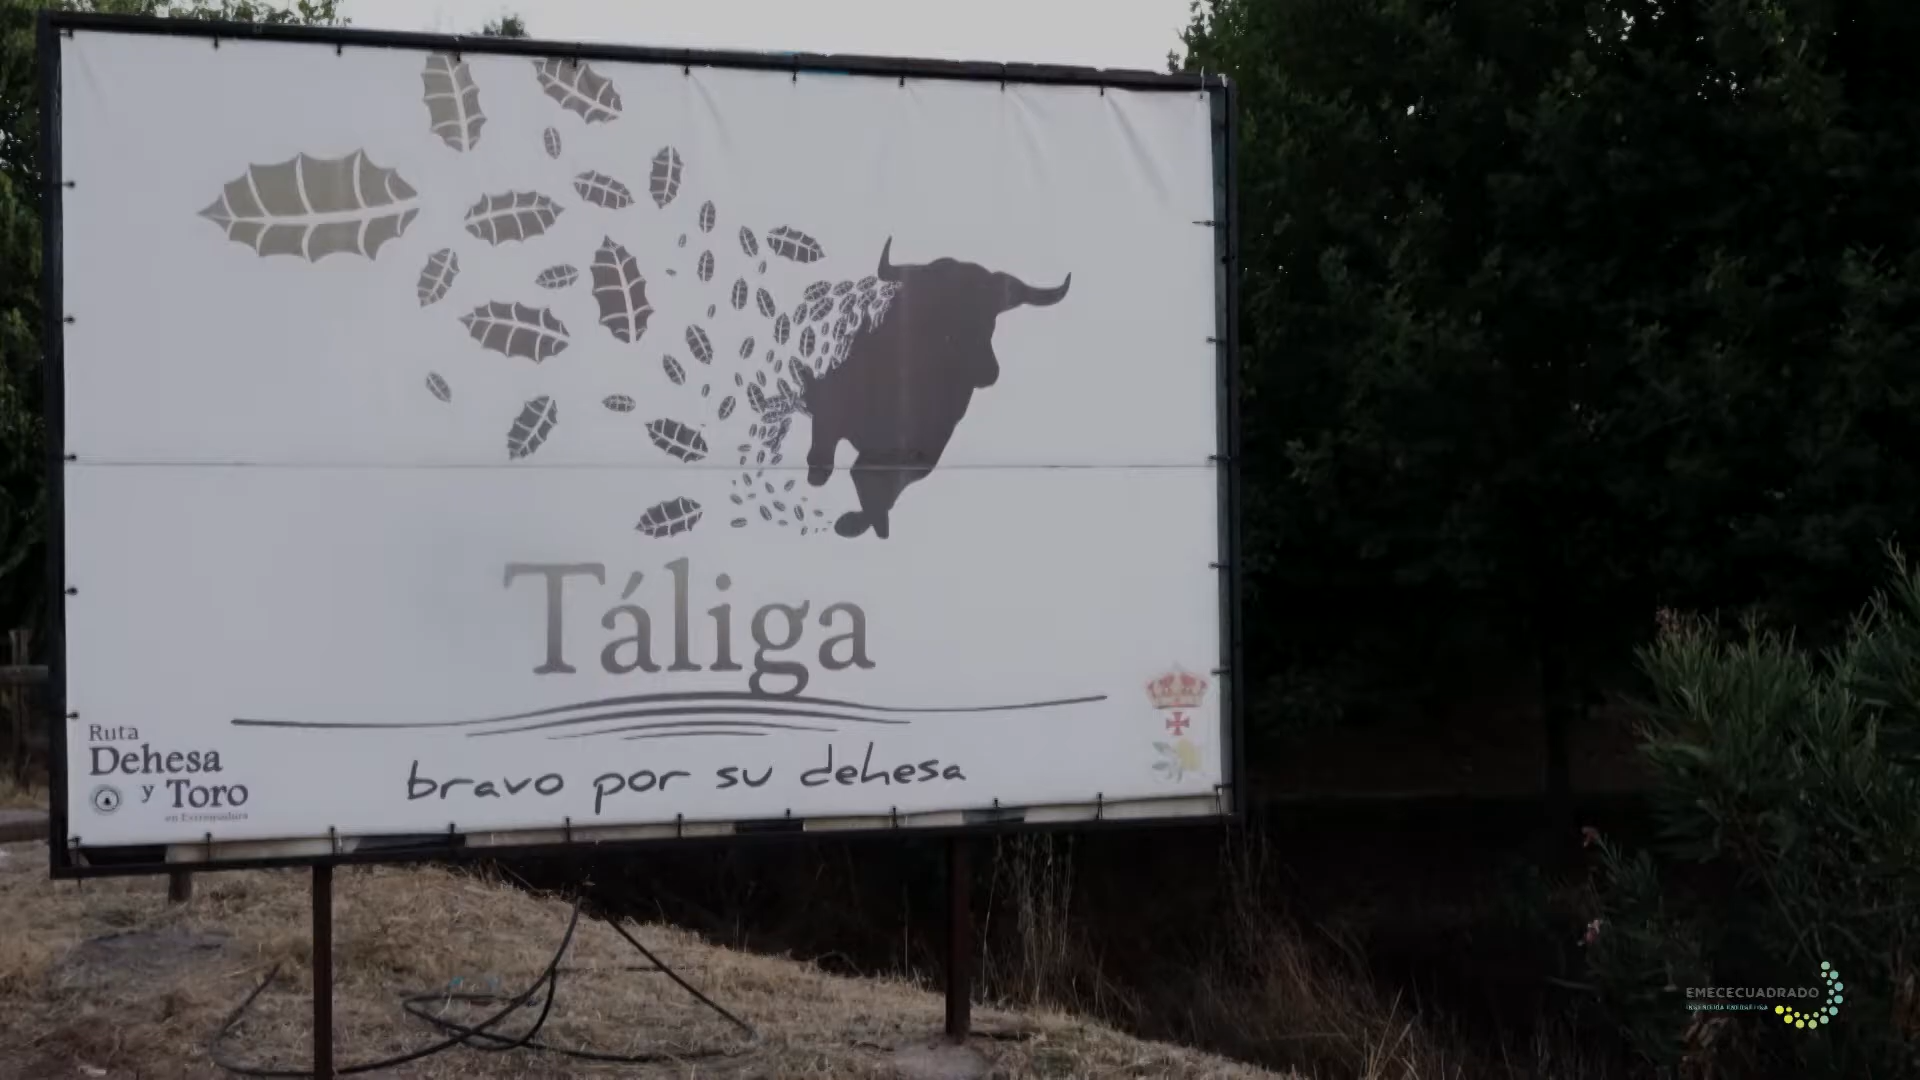 Táliga
bravo por su dehesa
Ruta
Dehesa
y Toro
en Extremadura
EMECECUADRADO